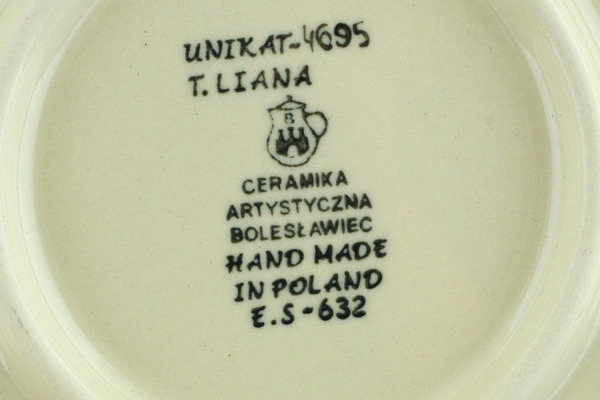 UNIKAT-4695
T. LIANA
B
CERAMIKA
ARTYSTYCZNA
BOLESŁAWIEC
HAND MADE
IN POLAND
E.S-632